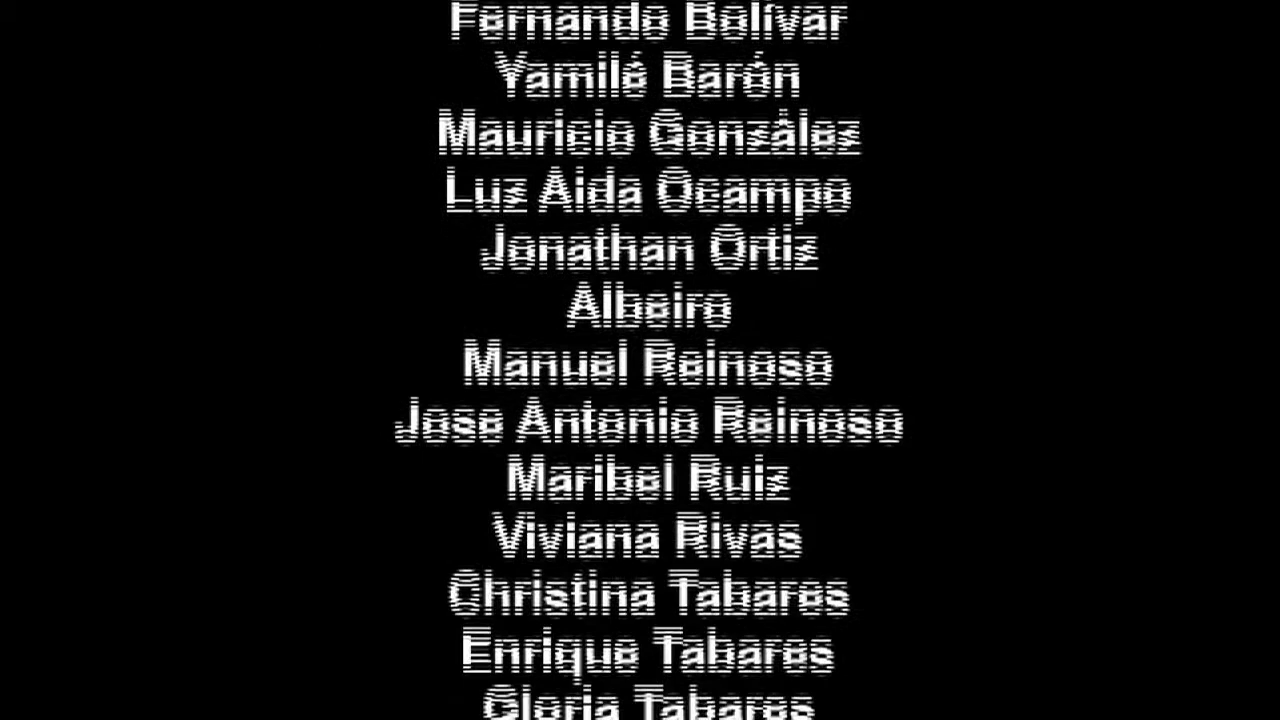 Fernando Bolívar
Yamilé Barón
Mauricio González
Luz Aida Ocampo
Jonathan Ortiz
Albeiro
Manuel Reinoso
Jose Antonio Reinoso
Maribel Ruiz
Viviana Rivas
Christina Tabares
Enrique Tabares
Gloria Tabares